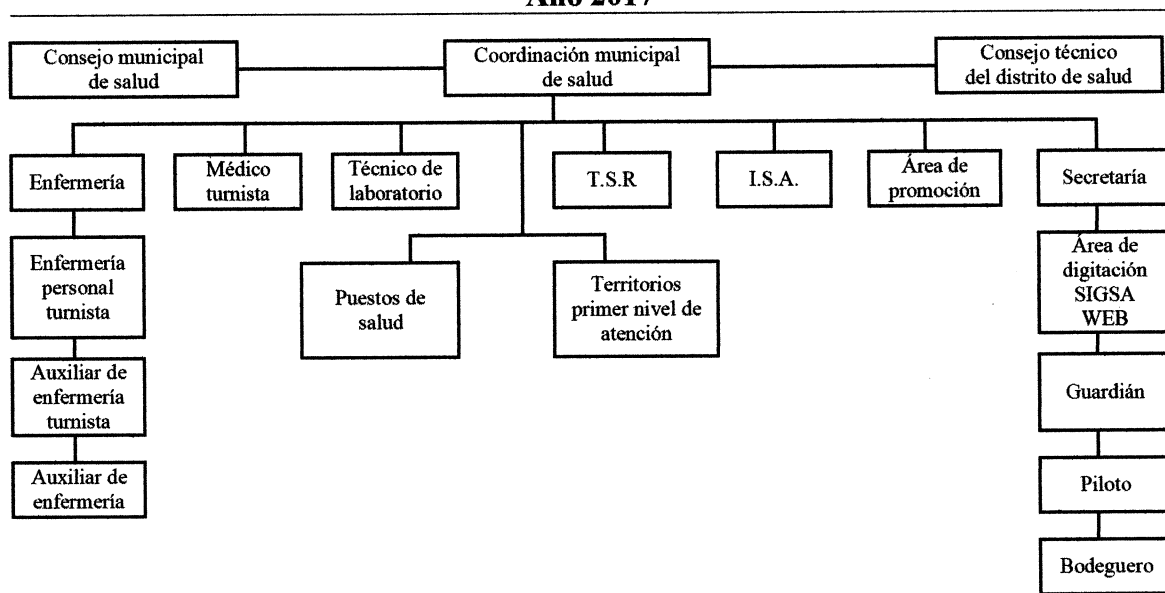 Año 2017
Consejo municipal
de salud
Coordinación municipal
de salud
Consejo técnico
del distrito de salud
Enfermería
Médico
turnista
Técnico de
laboratorio
T.S.R
I.S.A.
Área de
promoción
Secretaría
Enfermería
personal
turnista
Puestos de
salud
Territorios
primer nivel de
atención
Área de
digitación
SIGSA
WEB
Auxiliar de
enfermería
turnista
Guardián
Auxiliar de
enfermería
Piloto
Bodeguero